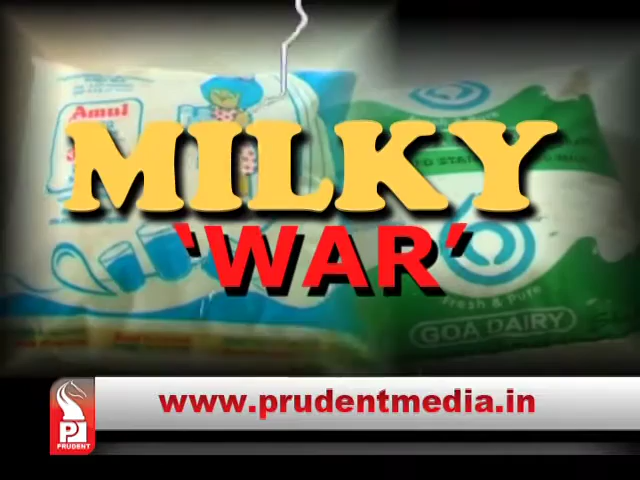 Amul
MILKY
'WAR'
Fresh & Pure
GOA DAIRY
www.prudentmedia.in
PRUDENT